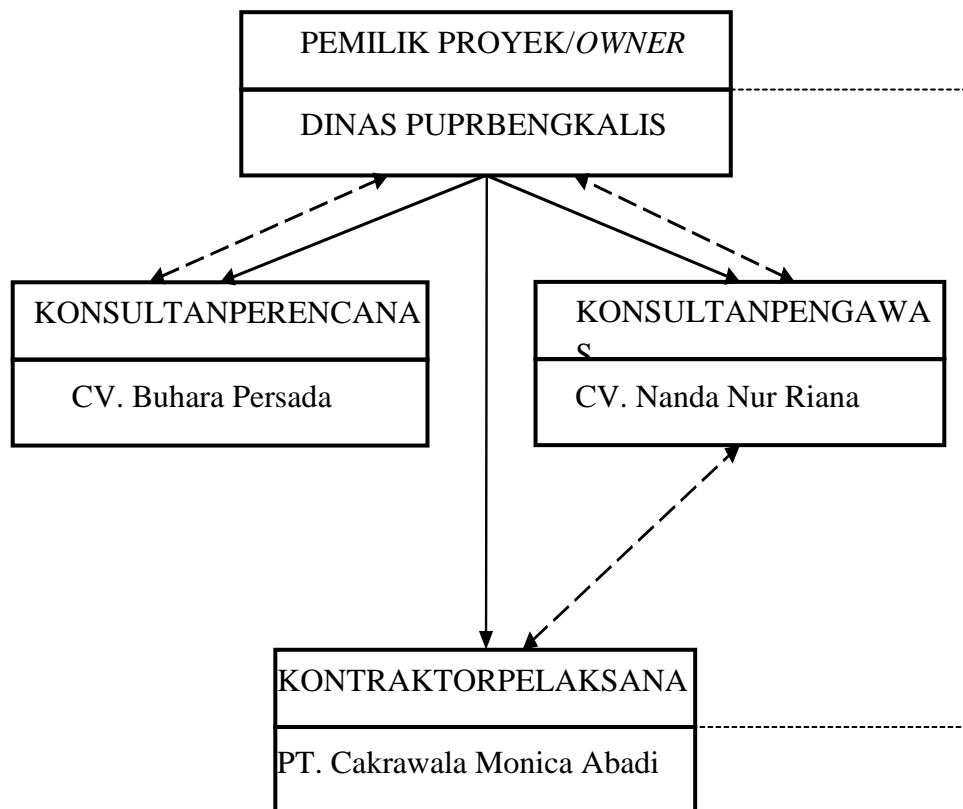 PEMILIK PROYEK/OWNER
DINAS PUPRBENGKALIS
KONSULTANPERENCANA
CV. Buhara Persada
KONSULTANPENGAWA
S
CV. Nanda Nur Riana
KONTRAKTORPELAKSANA
PT. Cakrawala Monica Abadi